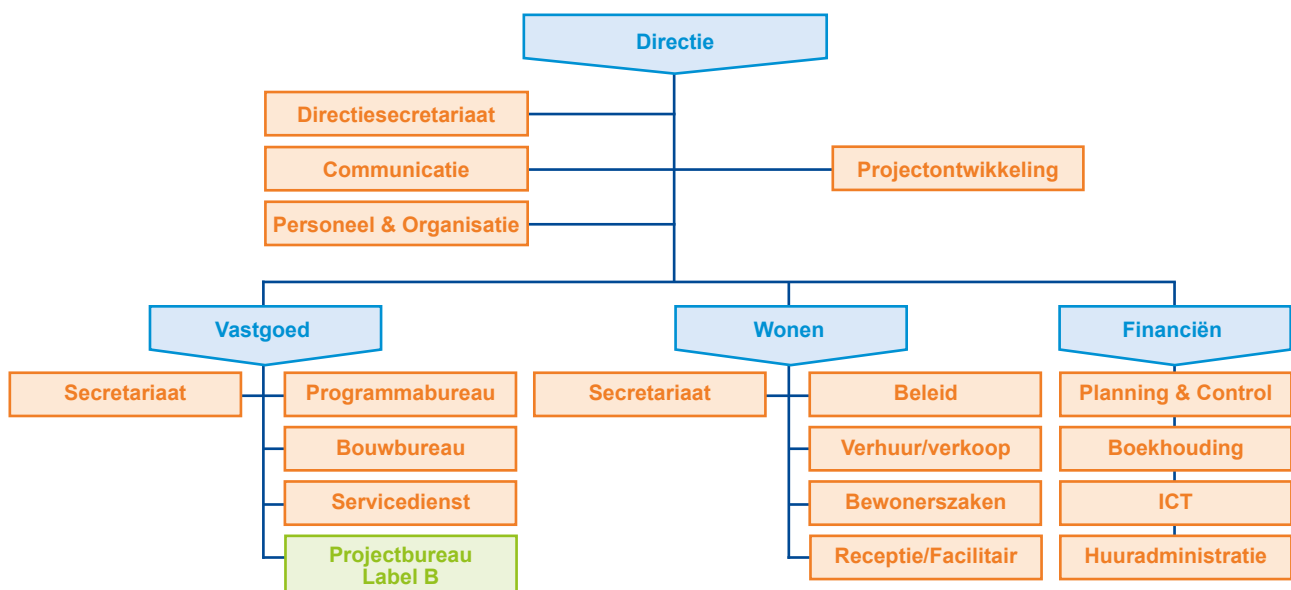 Directie
Directiesecretariaat
Communicatie
Projectontwikkeling
Personeel & Organisatie
Vastgoed
Wonen
Financiën
Secretariaat
Programmabureau
Secretariaat
Beleid
Planning & Control
Bouwbureau
Verhuur/verkoop
Boekhouding
Servicedienst
Bewonerszaken
ICT
Projectbureau
Label B
Receptie/Facilitair
Huuradministratie